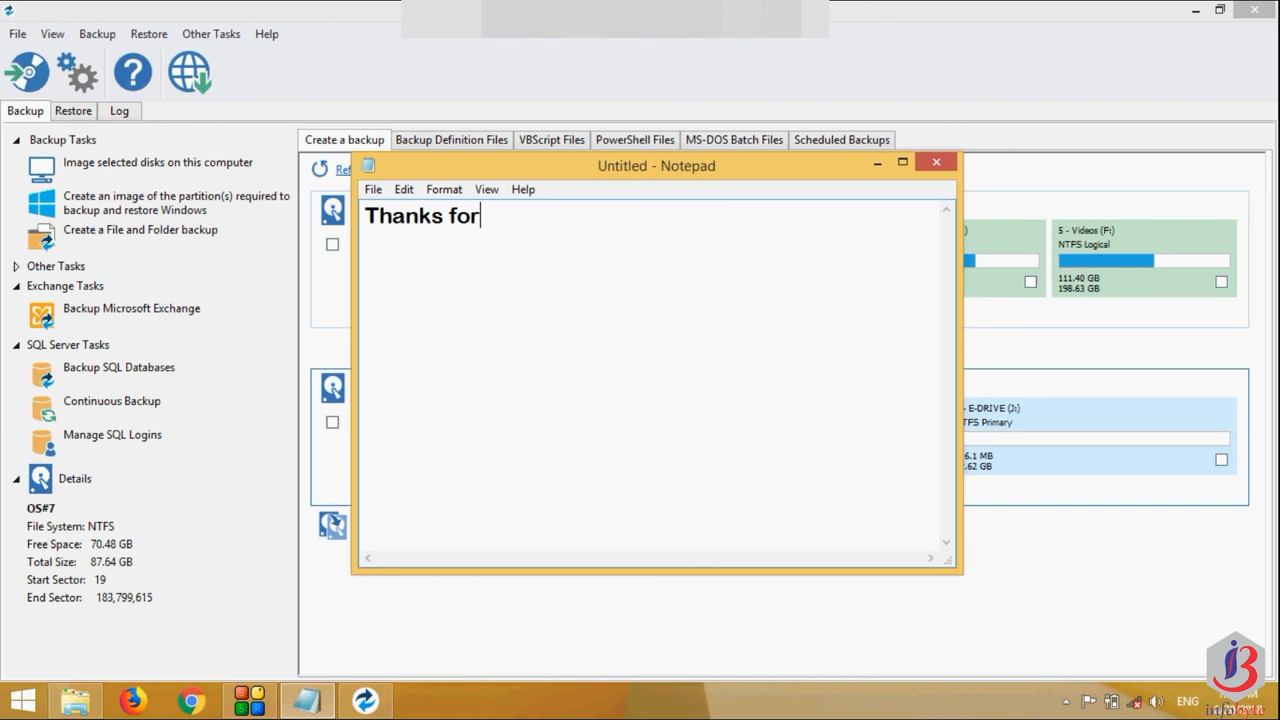 File View Backup Restore Other Tasks Help
Backup Restore Log
Backup Tasks
Image selected disks on this computer
Create an image of the partition(s) required to
backup and restore Windows
Create a File and Folder backup
Other Tasks
Exchange Tasks
Backup Microsoft Exchange
SQL Server Tasks
Backup SQL Databases
Continuous Backup
Manage SQL Logins
Details
OS#7
File System: NTFS
Free Space: 70.48 GB
Total Size: 87.64 GB
Start Sector: 19
End Sector: 183,799,615
Create a backup Backup Definition Files VBScript Files PowerShell Files MS-DOS Batch Files Scheduled Backups
Untitled - Notepad
File Edit Format View Help
Thanks for
5 - Videos (F:)
NTFS Logical
111.40 GB
198.63 GB
E-DRIVE (J:)
Primary
MB
GB
ENG
infobyte